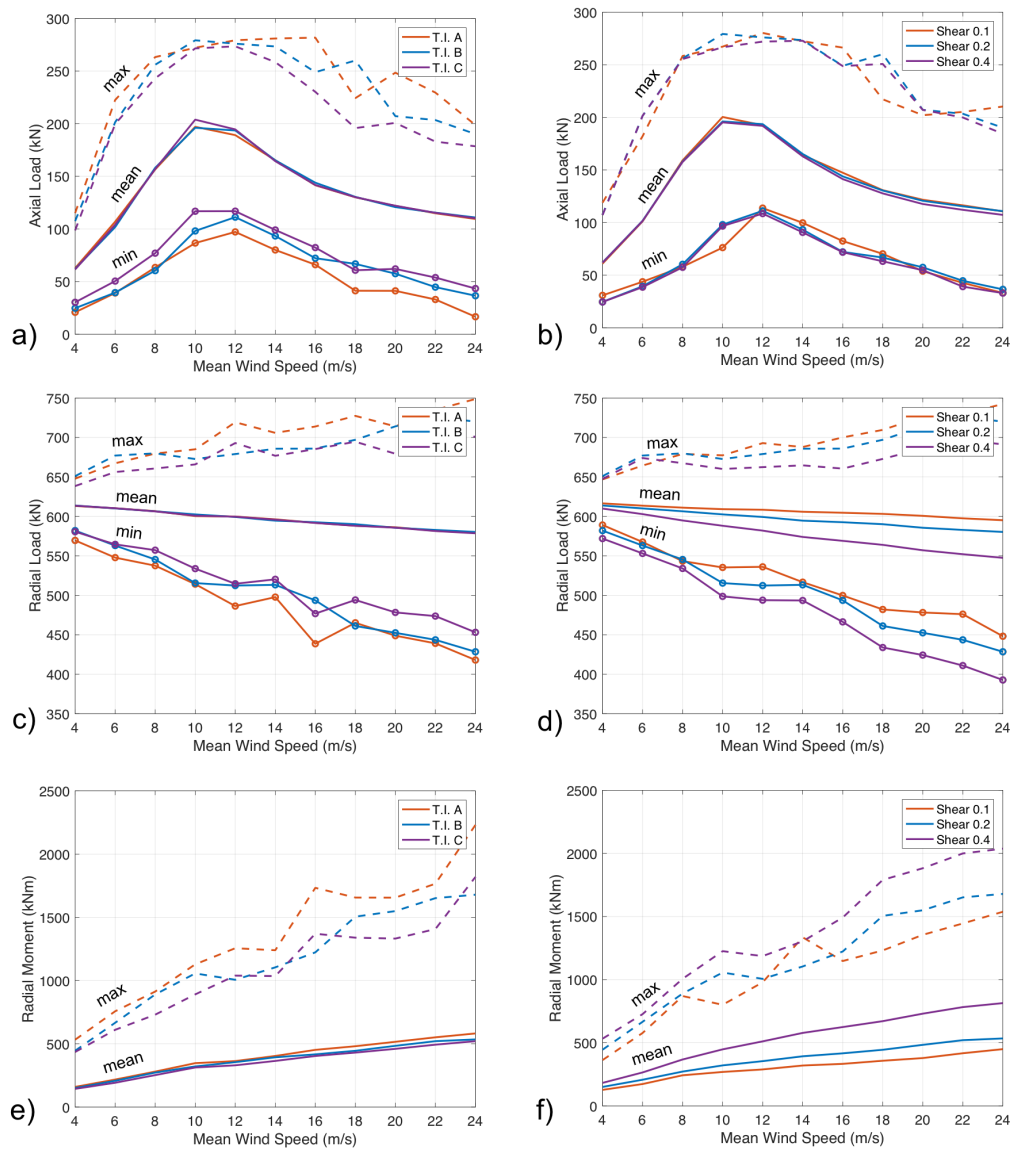 300
250
200
150
100
50
0
Axial Load (kN)
max
mean
min
T.I. A
T.I. B
T.I. C
4 6 8 10 12 14 16 18 20 22 24
Mean Wind Speed (m/s)
a)
300
250
200
150
100
50
0
Axial Load (kN)
max
mean
min
Shear 0.1
Shear 0.2
Shear 0.4
4 6 8 10 12 14 16 18 20 22 24
Mean Wind Speed (m/s)
b)
750
700
650
600
550
500
450
400
350
Radial Load (kN)
max
mean
min
T.I. A
T.I. B
T.I. C
4 6 8 10 12 14 16 18 20 22 24
Mean Wind Speed (m/s)
c)
750
700
650
600
550
500
450
400
350
Radial Load (kN)
max
mean
min
Shear 0.1
Shear 0.2
Shear 0.4
4 6 8 10 12 14 16 18 20 22 24
Mean Wind Speed (m/s)
d)
2500
2000
1500
1000
500
0
Radial Moment (kNm)
max
mean
T.I. A
T.I. B
T.I. C
4 6 8 10 12 14 16 18 20 22 24
Mean Wind Speed (m/s)
e)
2500
2000
1500
1000
500
0
Radial Moment (kNm)
max
mean
Shear 0.1
Shear 0.2
Shear 0.4
4 6 8 10 12 14 16 18 20 22 24
Mean Wind Speed (m/s)
f)